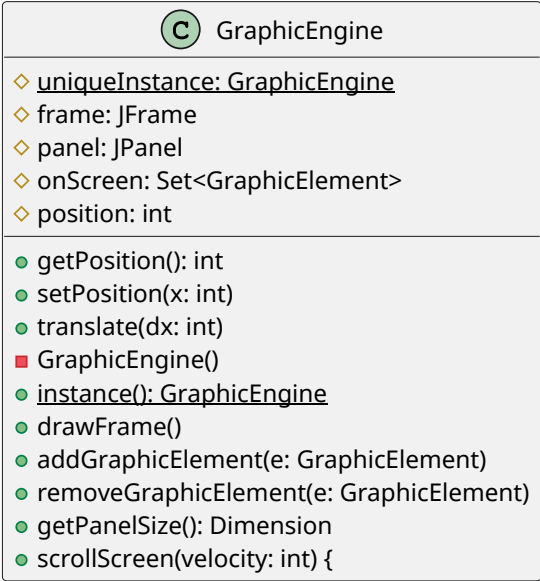 C GraphicEngine
uniqueInstance: GraphicEngine
frame: JFrame
panel: JPanel
onScreen: Set<GraphicElement>
position: int
getPosition(): int
setPosition(x: int)
translate(dx: int)
GraphicEngine()
instance(): GraphicEngine
drawFrame()
addGraphicElement(e: GraphicElement)
removeGraphicElement(e: GraphicElement)
getPanelSize(): Dimension
scrollScreen(velocity: int) {